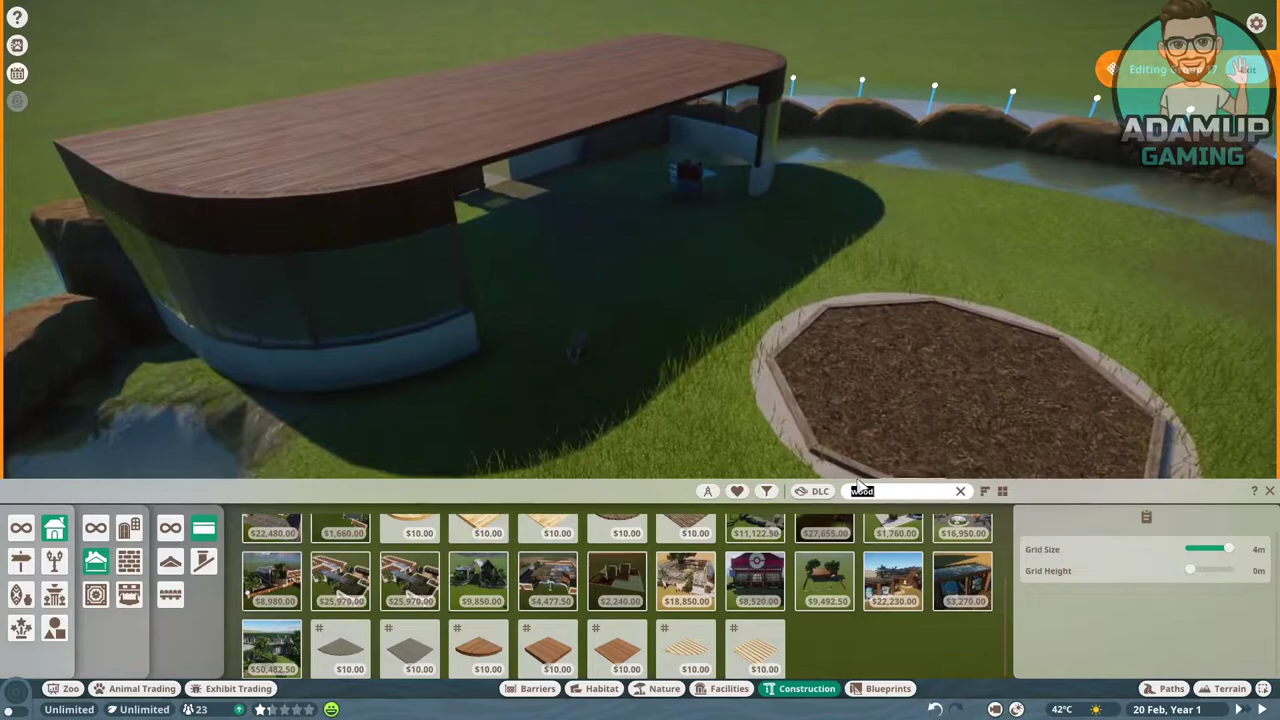 ?
Editing Group 7
Exit
ADAMUP
GAMING
DLC
wood
?
$22,480.00 $1,660.00 $10.00 $10.00 $10.00 $10.00 $10.00 $11,122.50 $27,655.00 $1,760.00 $16,950.00
$8,980.00 $25,970.00 $25,970.00 $9,850.00 $4,477.50 $2,240.00 $18,850.00 $8,520.00 $9,492.50 $22,230.00 $3,270.00
$50,482.50 $10.00 $10.00 $10.00 $10.00 $10.00 $10.00 $10.00
Grid Size 4m
Grid Height 0m
Zoo Animal Trading Exhibit Trading Barriers Habitat Nature Facilities Construction Blueprints Paths Terrain
Unlimited Unlimited 23 42°C 20 Feb, Year 1